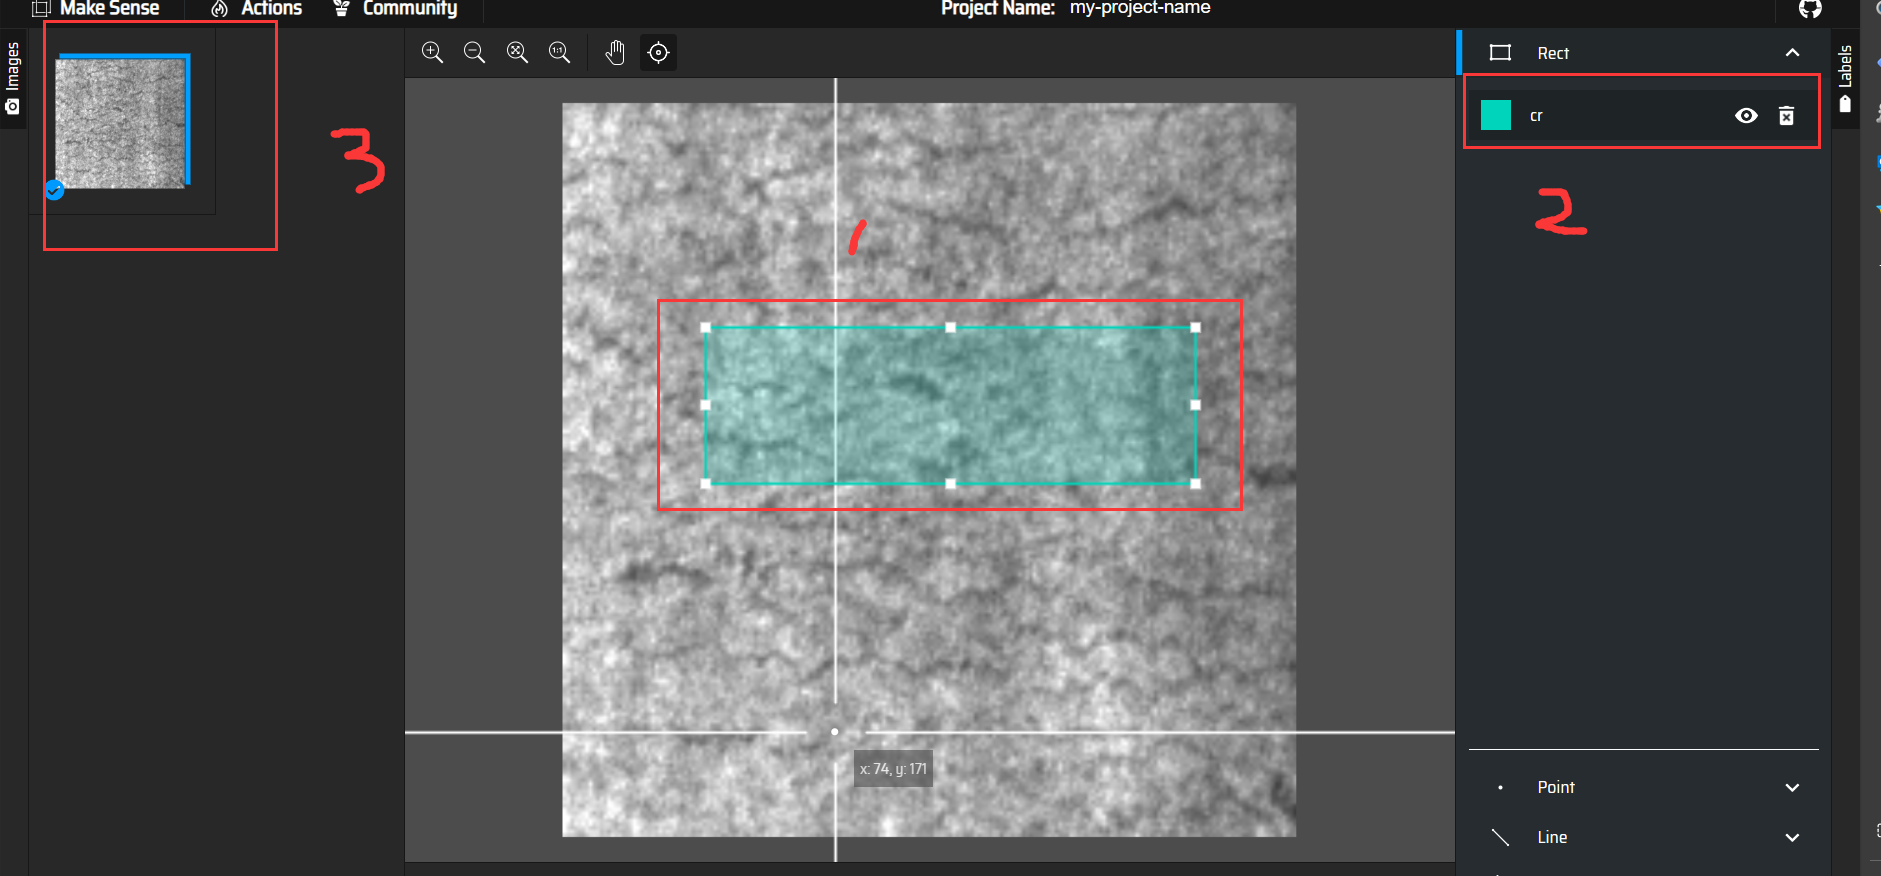 Make Sense
Actions
Community
Project Name: my-project-name
Images
3
1:1
Rect
cr
Labels
2
x: 74, y: 171
Point
Line